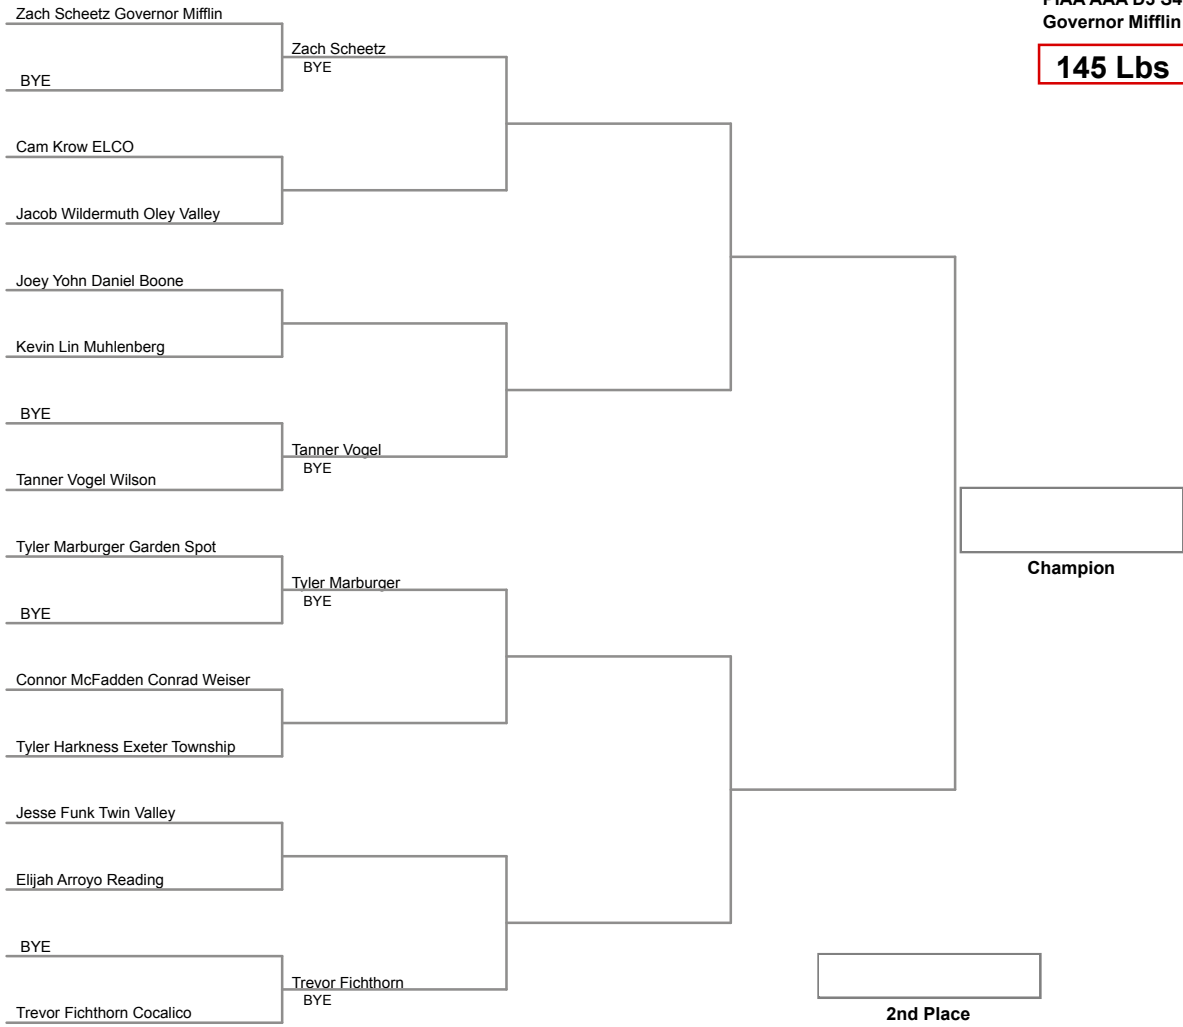 PIAA AAA D3 S4
Governor Mifflin
145 Lbs
Zach Scheetz Governor Mifflin
Zach Scheetz
BYE
BYE
Cam Krow ELCO
Jacob Wildermuth Oley Valley
Joey Yohn Daniel Boone
Kevin Lin Muhlenberg
BYE
Tanner Vogel
BYE
Tanner Vogel Wilson
Tyler Marburger Garden Spot
Tyler Marburger
BYE
BYE
Connor McFadden Conrad Weiser
Tyler Harkness Exeter Township
Jesse Funk Twin Valley
Elijah Arroyo Reading
BYE
Trevor Fichthorn
BYE
Trevor Fichthorn Cocalico
Champion
2nd Place